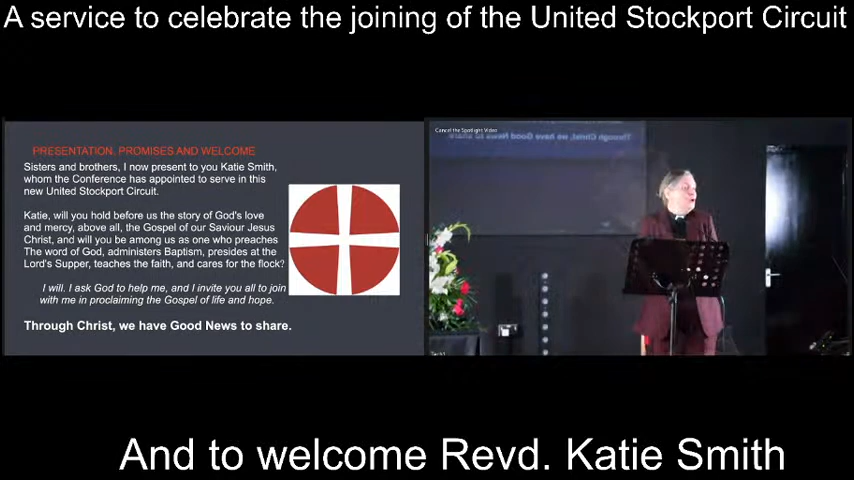 A service to celebrate the joining of the United Stockport Circuit
PRESENTATION, PROMISES AND WELCOME
Sisters and brothers, I now present to you Katie Smith,
whom the Conference has appointed to serve in this
new United Stockport Circuit.
Katie, will you hold before us the story of God's love
and mercy, above all, the Gospel of our Saviour Jesus
Christ, and will you be among us as one who preaches
The word of God, administers Baptism, presides at the
Lord's Supper, teaches the faith, and cares for the flock?
I will. I ask God to help me, and I invite you all to join
with me in proclaiming the Gospel of life and hope.
Through Christ, we have Good News to share.
Cancel the Spotlight Video
Through Christ, we have Good News to share
And to welcome Revd. Katie Smith